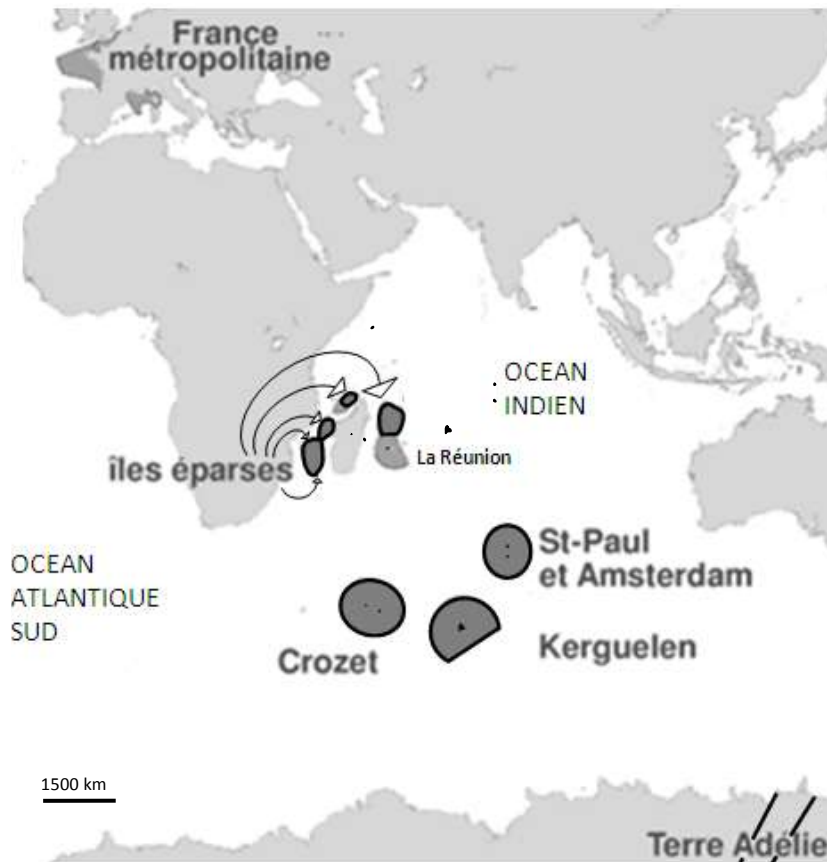 France
métropolitaine
OCEAN
INDIEN
La Réunion
îles éparses
St-Paul
et Amsterdam
OCEAN
ATLANTIQUE
SUD
Crozet
Kerguelen
1500 km
Terre Adélie